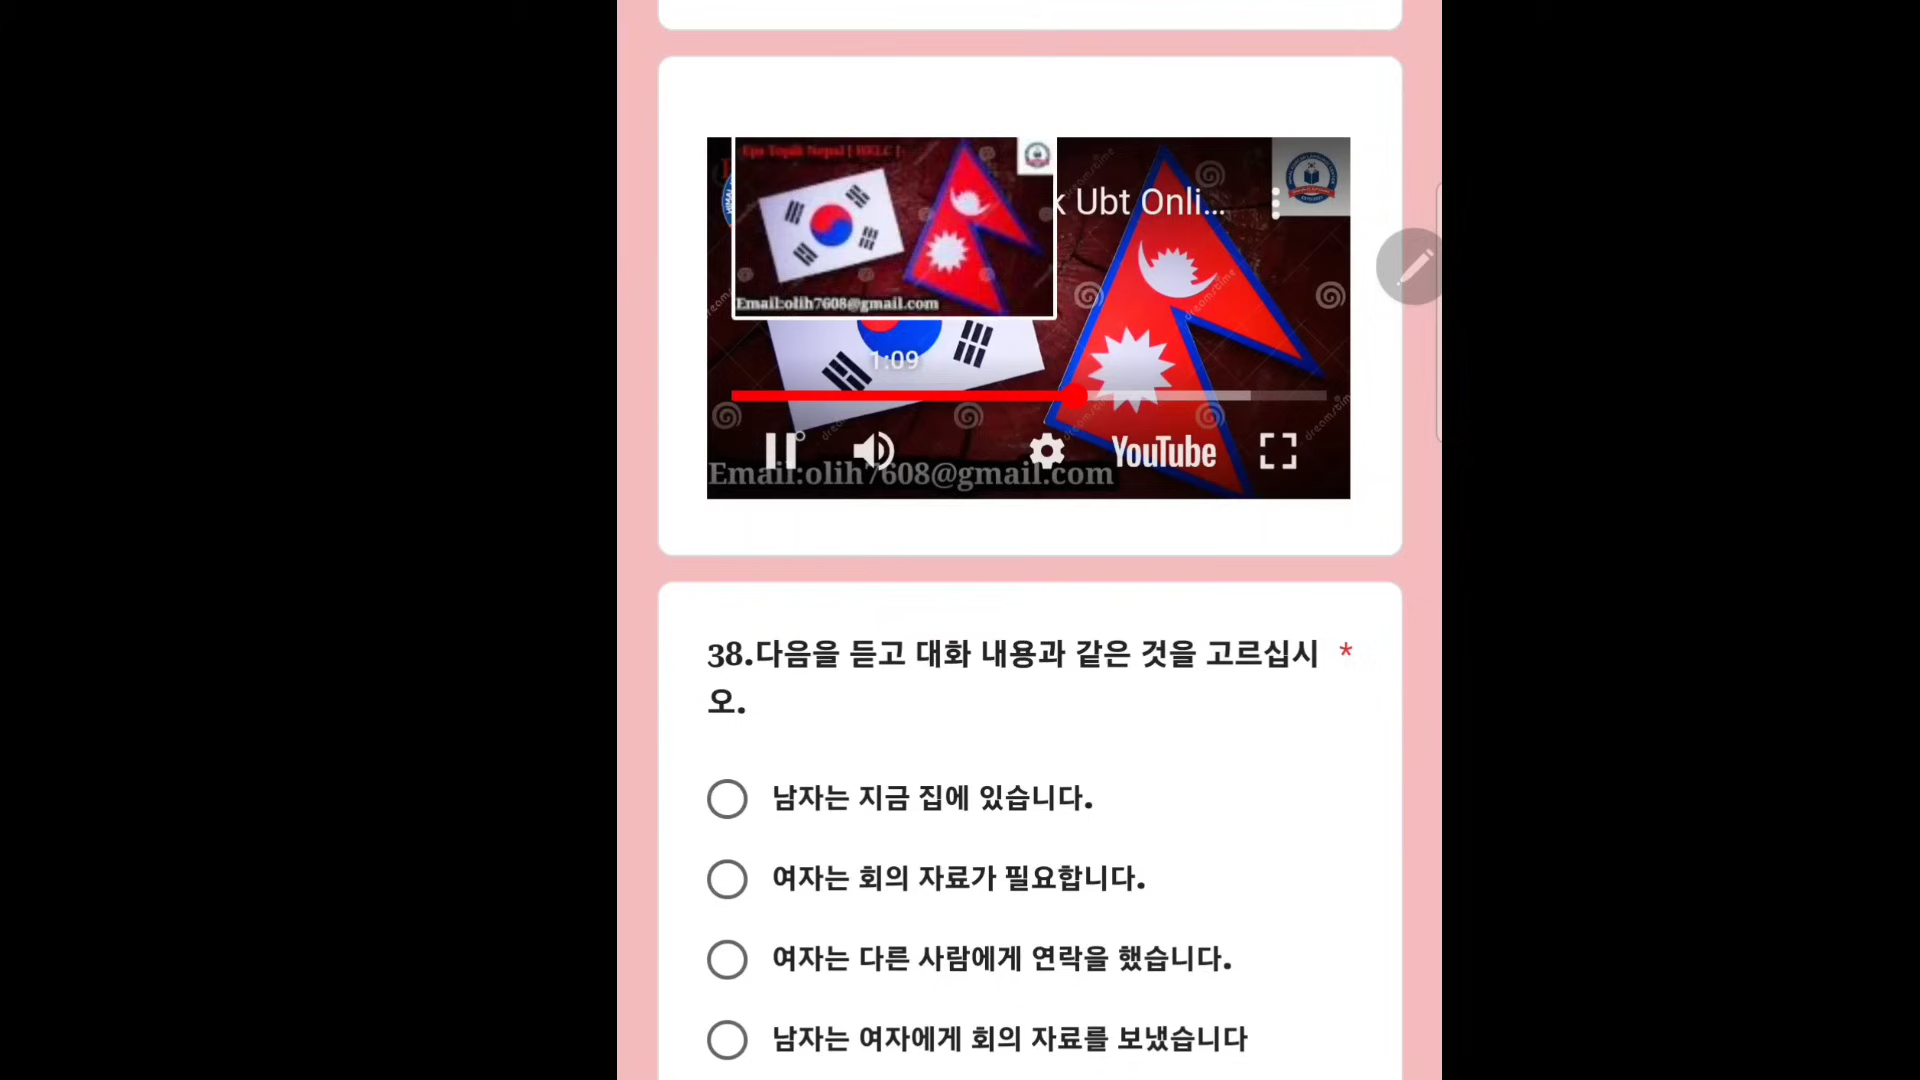 Eps Topik Nepal [ HKLC ]
k Ubt Onli...
Email:olih7608@gmail.com
1:09
YouTube
Email:olih7608@gmail.com
38.다음을 듣고 대화 내용과 같은 것을 고르십시 *
오.
남자는 지금 집에 있습니다.
여자는 회의 자료가 필요합니다.
여자는 다른 사람에게 연락을 했습니다.
남자는 여자에게 회의 자료를 보냈습니다